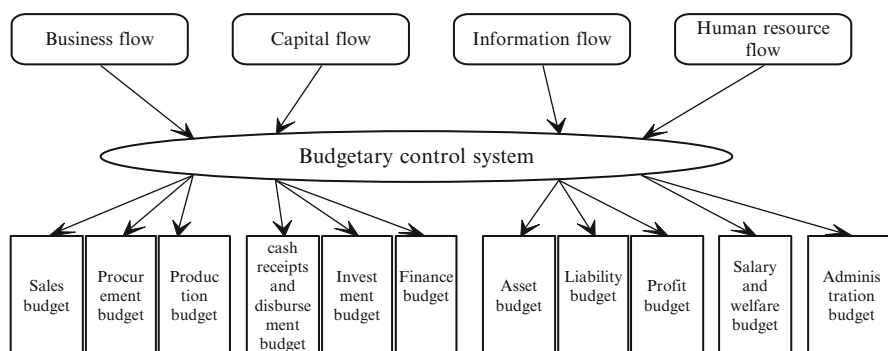 Business flow
Capital flow
Information flow
Human resource
flow
Budgetary control system
Sales
budget
Procur
ement
budget
Produc
tion
budget
cash
receipts
and
disburse
ment
budget
Invest
ment
budget
Finance
budget
Asset
budget
Liability
budget
Profit
budget
Salary
and
welfare
budget
Adminis
tration
budget